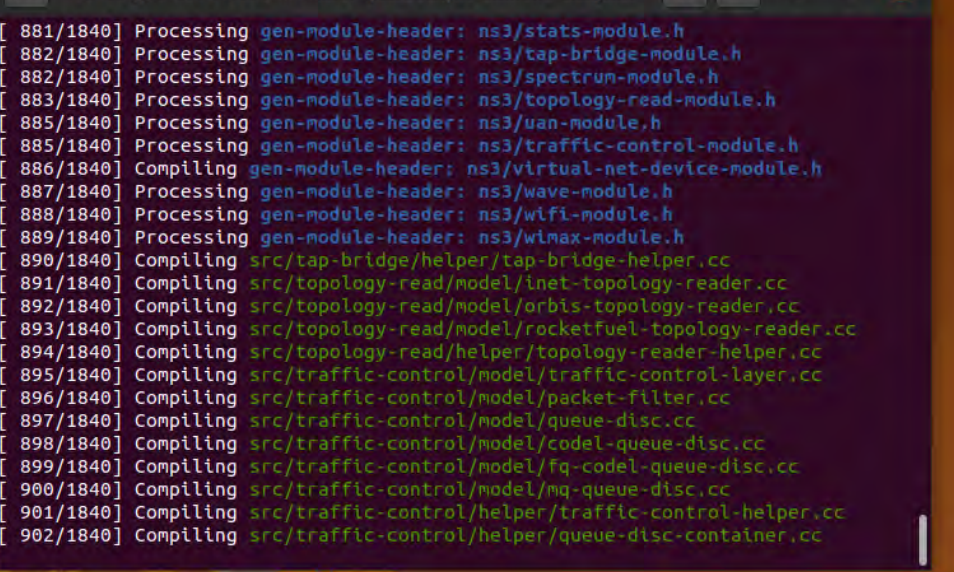 [ 881/1840] Processing gen-module-header: ns3/stats-module.h
[ 882/1840] Processing gen-module-header: ns3/tap-bridge-module.h
[ 882/1840] Processing gen-module-header: ns3/spectrum-module.h
[ 883/1840] Processing gen-module-header: ns3/topology-read-module.h
[ 885/1840] Processing gen-module-header: ns3/uan-module.h
[ 885/1840] Processing gen-module-header: ns3/traffic-control-module.h
[ 886/1840] Compiling gen-module-header: ns3/virtual-net-device-module.h
[ 887/1840] Processing gen-module-header: ns3/wave-module.h
[ 888/1840] Processing gen-module-header: ns3/wifi-module.h
[ 889/1840] Processing gen-module-header: ns3/wimax-module.h
[ 890/1840] Compiling src/tap-bridge/helper/tap-bridge-helper.cc
[ 891/1840] Compiling src/topology-read/model/inet-topology-reader.cc
[ 892/1840] Compiling src/topology-read/model/orbis-topology-reader.cc
[ 893/1840] Compiling src/topology-read/model/rocketfuel-topology-reader.cc
[ 894/1840] Compiling src/topology-read/helper/topology-reader-helper.cc
[ 895/1840] Compiling src/traffic-control/model/traffic-control-layer.cc
[ 896/1840] Compiling src/traffic-control/model/packet-filter.cc
[ 897/1840] Compiling src/traffic-control/model/queue-disc.cc
[ 898/1840] Compiling src/traffic-control/model/codel-queue-disc.cc
[ 899/1840] Compiling src/traffic-control/model/fq-codel-queue-disc.cc
[ 900/1840] Compiling src/traffic-control/model/mq-queue-disc.cc
[ 901/1840] Compiling src/traffic-control/helper/traffic-control-helper.cc
[ 902/1840] Compiling src/traffic-control/helper/queue-disc-container.cc